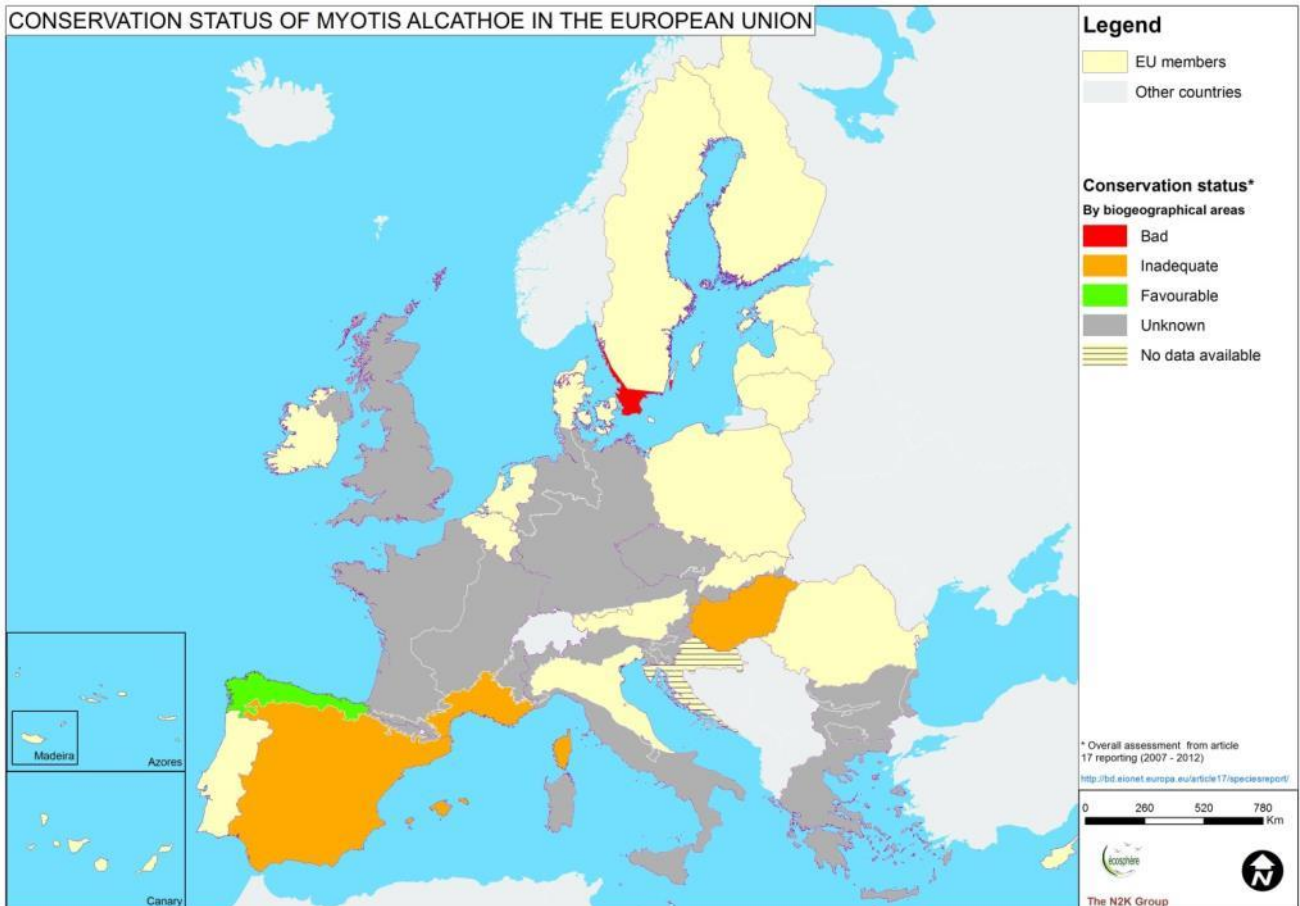 CONSERVATION STATUS OF MYOTIS ALCATHOE IN THE EUROPEAN UNION
Legend
EU members
Other countries
Conservation status*
By biogeographical areas
Bad
Inadequate
Favourable
Unknown
No data available
Madeira
Azores
Canary
* Overall assessment from article
17 reporting (2007 - 2012)
http://bd.eionet.europa.eu/article17/speciesreport/
0 260 520 780
Km
écosphère
N
The N2K Group